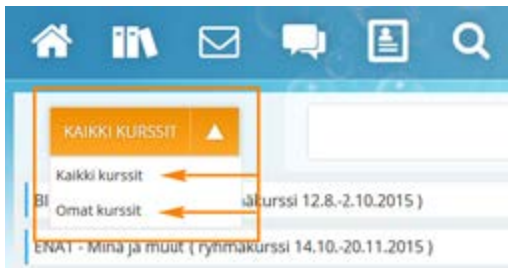 KAIKKI KURSSIT
Kaikki kurssit
kurssi 12.8.-2.10.2015 )
Omat kurssit
ENA1 - Minä ja muut ( ryhmäkurssi 14.10.-20.11.2015 )